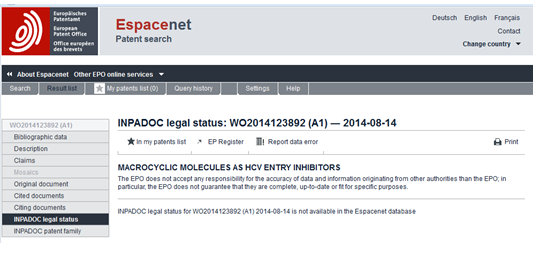 Europäisches
Patentamt
European
Patent Office
Office européen
des brevets
Espacenet
Patent search
Deutsch English Français
Contact
Change country
About Espacenet Other EPO online services
Search Result list My patents list (0) Query history Settings Help
WO2014123892 (A1)
Bibliographic data
Description
Claims
Mosaics
Original document
Cited documents
Citing documents
INPADOC legal status
INPADOC patent family
INPADOC legal status: WO2014123892 (A1) — 2014-08-14
In my patents list EP Register Report data error Print
MACROCYCLIC MOLECULES AS HCV ENTRY INHIBITORS
The EPO does not accept any responsibility for the accuracy of data and information originating from other authorities than the EPO; in
particular, the EPO does not guarantee that they are complete, up-to-date or fit for specific purposes.
INPADOC legal status for WO2014123892 (A1) 2014-08-14 is not available in the Espacenet database